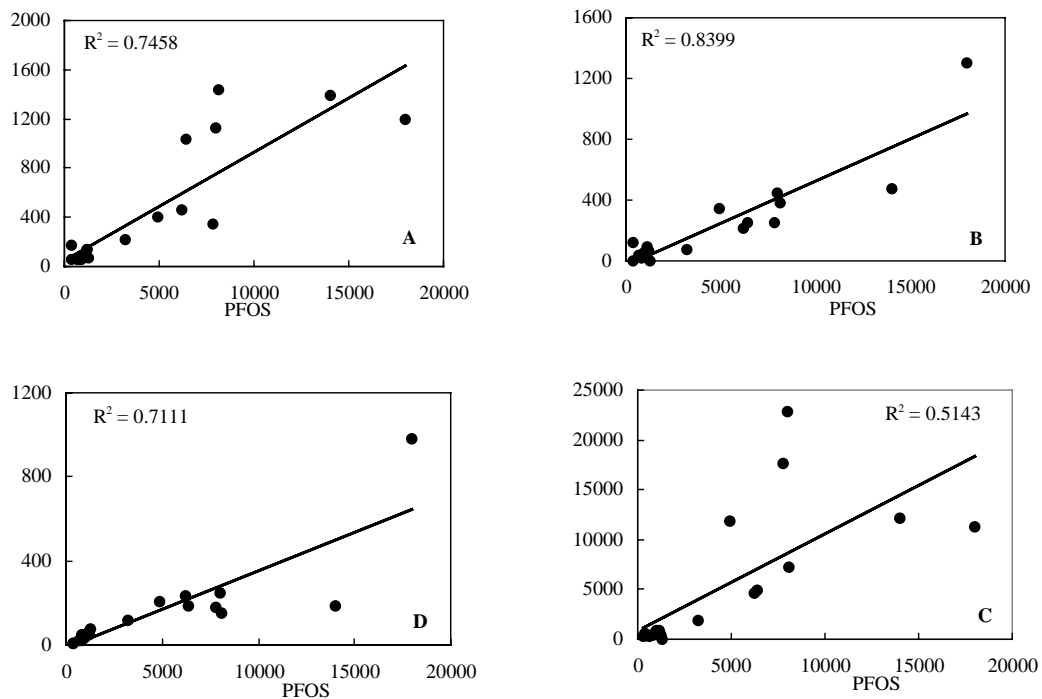 2000
R² = 0.7458
1600
1200
800
400
A
0
0 5000 10000 15000 20000
PFOS
1600
R² = 0.8399
1200
800
400
B
0
0 5000 10000 15000 20000
PFOS
1200
R² = 0.7111
800
400
D
0
0 5000 10000 15000 20000
PFOS
25000
R² = 0.5143
20000
15000
10000
5000
C
0
0 5000 10000 15000 20000
PFOS